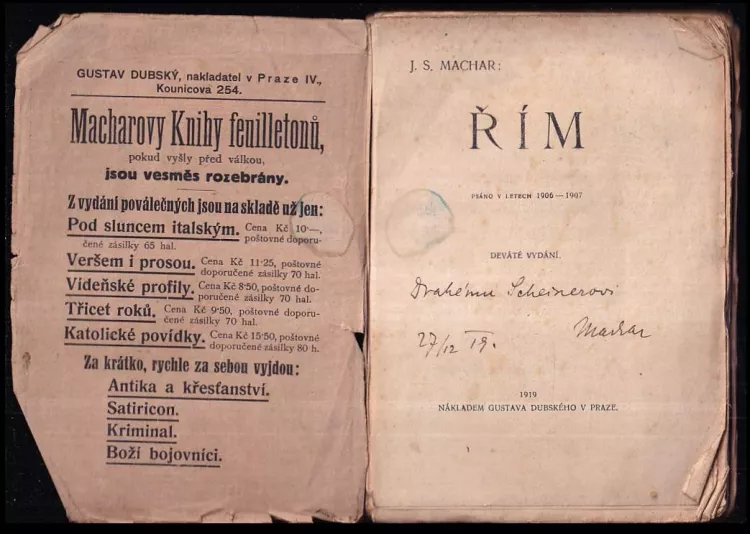 GUSTAV DUBSKÝ, nakladatel v Praze IV.,
Kounicova 254.
Macharovy Knihy feuilletonů,
pokud vyšly před válkou,
jsou vesměs rozebrány.
Z vydání poválečných jsou na skladě už jen:
Pod sluncem italským. Cena Kč 10·—, poštovné doporu-
čené zásilky 65 hal.
Veršem i prosou. Cena Kč 11·25, poštovné
doporučené zásilky 70 hal.
Vídeňské profily. Cena Kč 8·50, poštovné do-
poručené zásilky 70 hal.
Třicet roků. Cena Kč 9·50, poštovné doporu-
čené zásilky 70 hal.
Katolické povídky. Cena Kč 15·50, poštovné
doporučené zásilky 80 h.
Za krátko, rychle za sebou vyjdou:
Antika a křesťanství.
Satiricon.
Kriminal.
Boží bojovníci.
J. S. MACHAR:
ŘÍM
PSÁNO V LETECH 1906—1907
DEVÁTÉ VYDÁNÍ.
Drahému Scheinerovi
27/12 19. Machar
1919
NÁKLADEM GUSTAVA DUBSKÉHO V PRAZE.